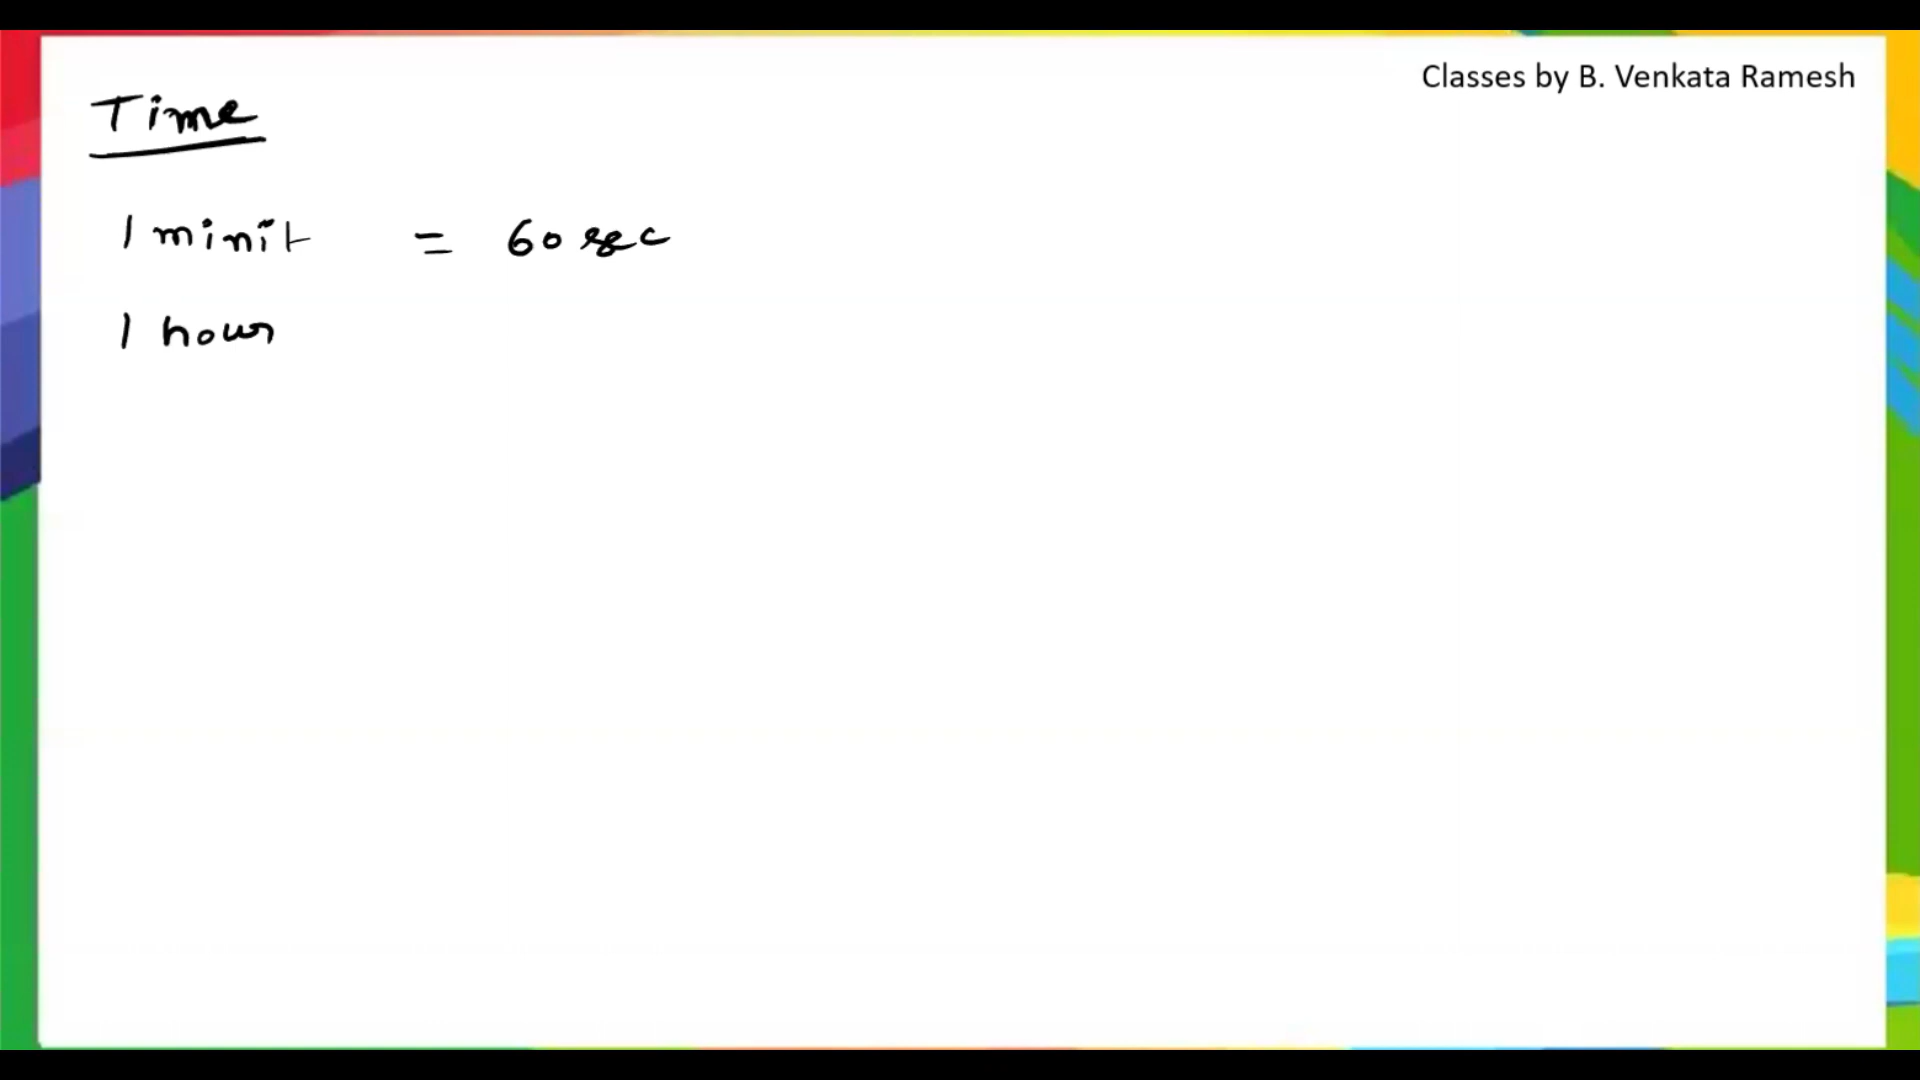 Classes by B. Venkata Ramesh
Time
1 minit = 60 sec
1 hour